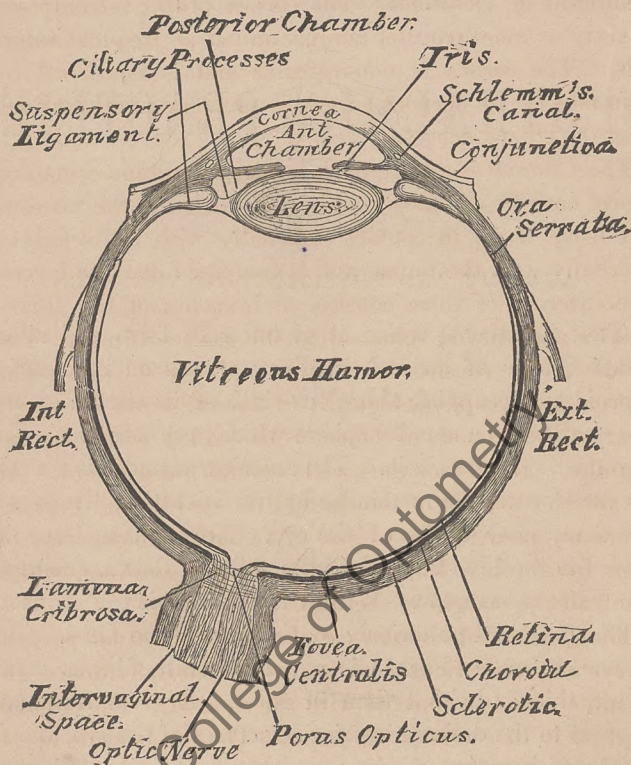 Posterior Chamber.
Ciliary Processes
Iris.
Suspensory
Ligament.
Schlemm's.
Canal.
Cornea
Ant
Chamber
Conjunctiva.
Lens.
Ora
Serrata.
Vitreous Humor.
Int
Rect.
Ext.
Rect.
Lamina
Cribrosa.
Fovea.
Centralis
Retina
Choroid
Sclerotic.
Intervaginal
Space.
Optic Nerve
Porus Opticus.
College of Optometry